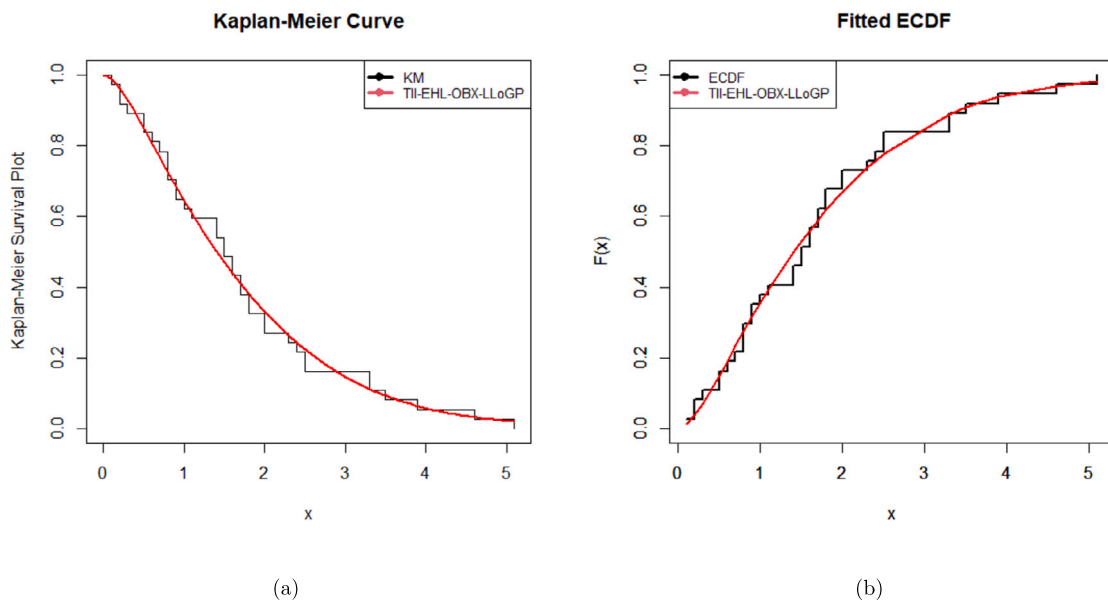 Kaplan-Meier Curve
KM
TII-EHL-OBX-LLoGP
Kaplan-Meier Survival Plot
0.0 0.2 0.4 0.6 0.8 1.0
0 1 2 3 4 5
x
(a)
Fitted ECDF
ECDF
TII-EHL-OBX-LLoGP
F(x)
0.0 0.2 0.4 0.6 0.8 1.0
0 1 2 3 4 5
x
(b)